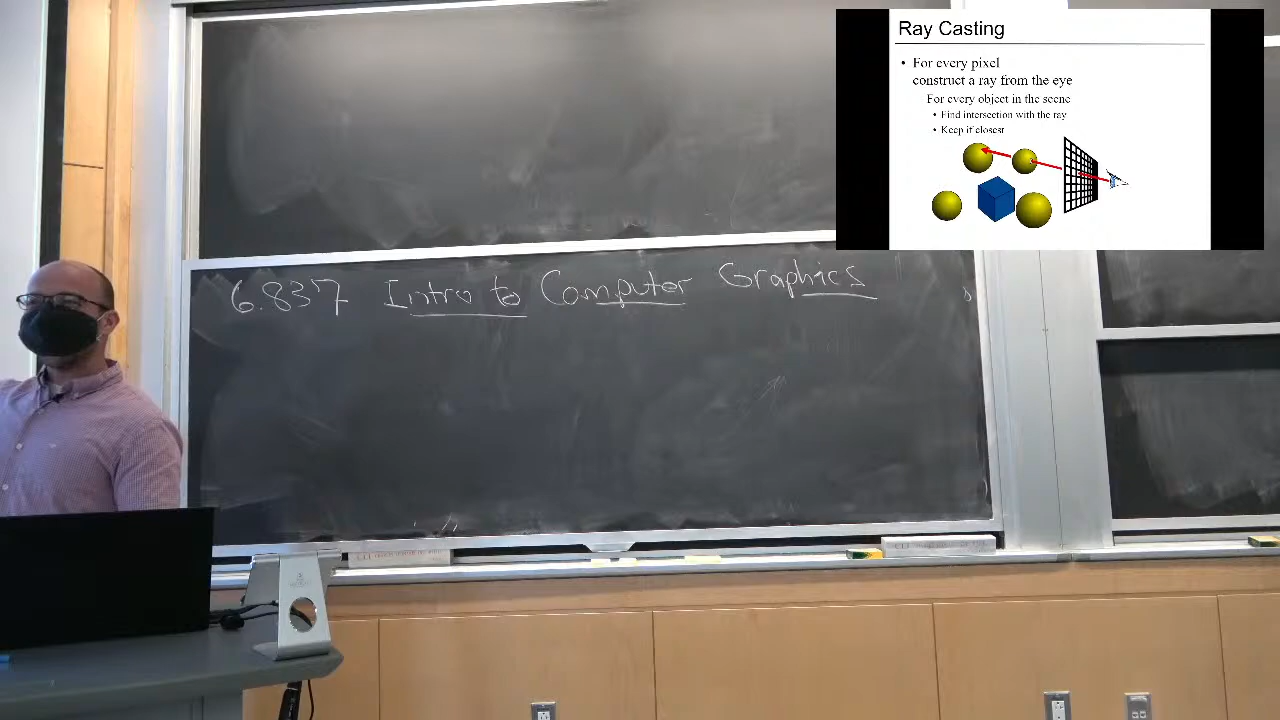 Ray Casting
• For every pixel
construct a ray from the eye
For every object in the scene
• Find intersection with the ray
• Keep if closest
6.837 Intro to Computer Graphics